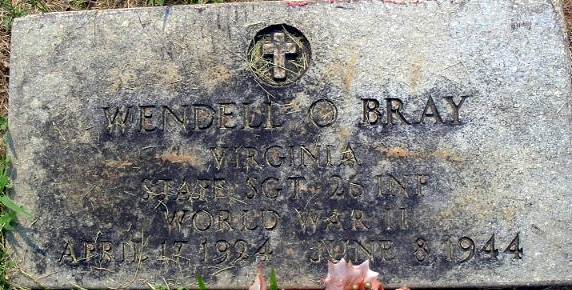 WENDELL O BRAY
VIRGINIA
STAFF SGT 26 INF
WORLD WAR II
APRIL 17 1924 JUNE 8 1944